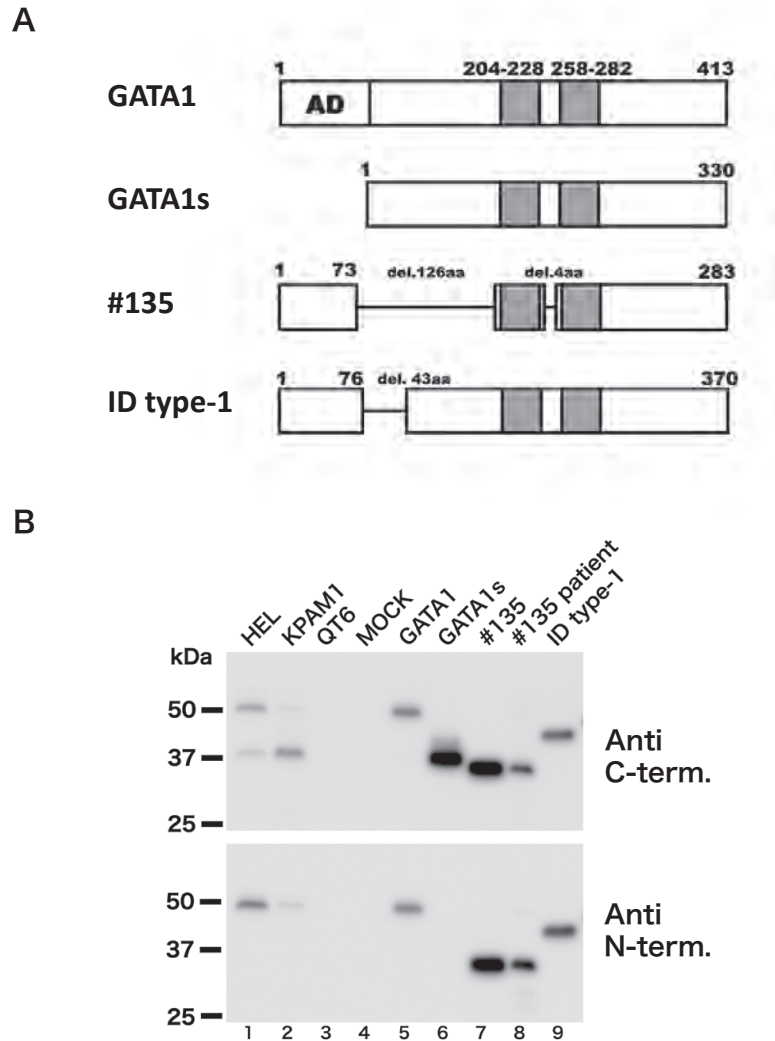 A
1 204-228 258-282 413
GATA1
AD
1 330
GATA1s
1 73 del.126aa del.4aa 283
#135
1 76 del. 43aa 370
ID type-1
B
HEL KPAM1 QT6 MOCK GATA1 GATA1s #135 #135 patient ID type-1
kDa
50
37
25
Anti
C-term.
50
37
25
Anti
N-term.
1 2 3 4 5 6 7 8 9